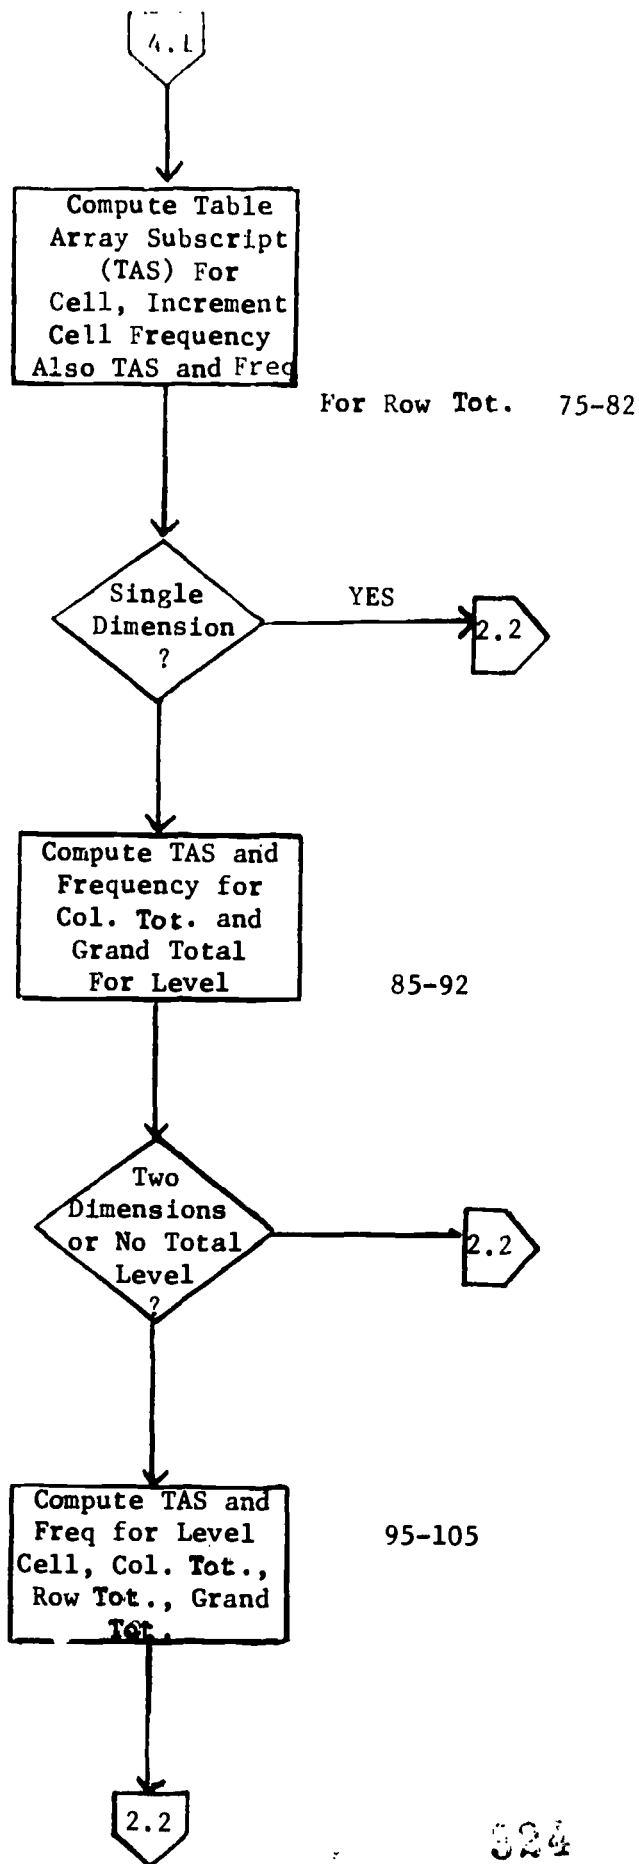 4.1
Compute Table
Array Subscript
(TAS) For
Cell, Increment
Cell Frequency
Also TAS and Freq
For Row Tot. 75-82
Single
Dimension
?
YES
2.2
Compute TAS and
Frequency for
Col. Tot. and
Grand Total
For Level
85-92
Two
Dimensions
or No Total
Level
?
2.2
Compute TAS and
Freq for Level
Cell, Col. Tot.,
Row Tot., Grand
Tot.
95-105
2.2
924